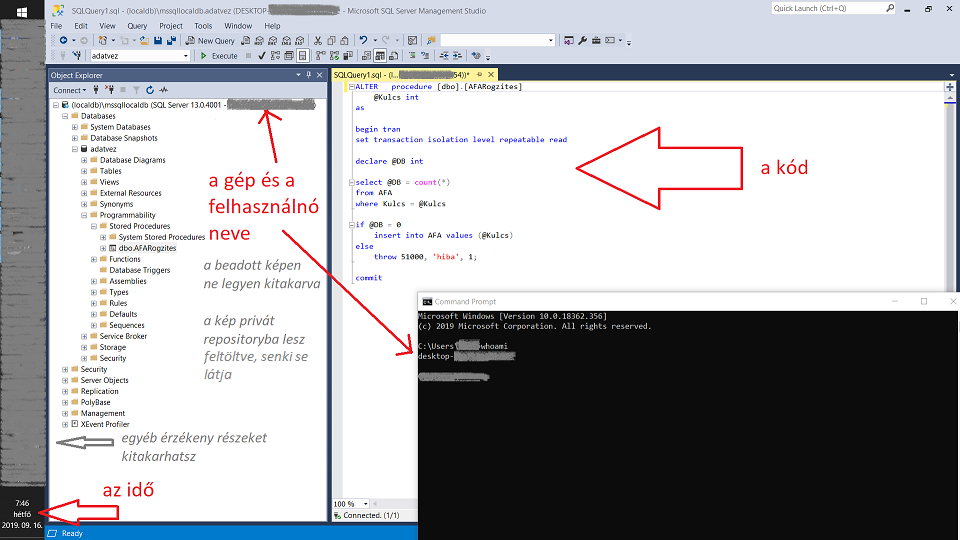 SQLQuery1.sql - (localdb)\mssqllocaldb.adatvez (DESKTOP- - Microsoft SQL Server Management Studio
Quick Launch (Ctrl+Q)
File Edit View Query Project Tools Window Help
New Query
MDX DMX XMLA DAX
adatvez
Execute
Object Explorer
Connect
(localdb)\mssqllocaldb (SQL Server 13.0.4001 -
Databases
System Databases
Database Snapshots
adatvez
Database Diagrams
Tables
Views
External Resources
Synonyms
Programmability
Stored Procedures
System Stored Procedures
dbo.AFARogzites
Functions
Database Triggers
Assemblies
Types
Rules
Defaults
Sequences
Service Broker
Storage
Security
Security
Server Objects
Replication
PolyBase
Management
XEvent Profiler
a gép és a
felhasználnó
neve
a beadott képen
ne legyen kitakarva
a kép privát
repositoryba lesz
feltöltve, senki se
látja
egyéb érzékeny részeket
kitakarhatsz
az idő
7:46
hétfő
2019. 09. 16.
Ready
SQLQuery1.sql - (l... 54))*
ALTER procedure [dbo].[AFARogzites]
@Kulcs int
as
begin tran
set transaction isolation level repeatable read
declare @DB int
select @DB = count(*)
from AFA
where Kulcs = @Kulcs
if @DB = 0
insert into AFA values (@Kulcs)
else
throw 51000, 'hiba', 1;
commit
a kód
100 %
Connected. (1/1)
Command Prompt
Microsoft Windows [Version 10.0.18362.356]
(c) 2019 Microsoft Corporation. All rights reserved.
C:\Users\ whoami
desktop-